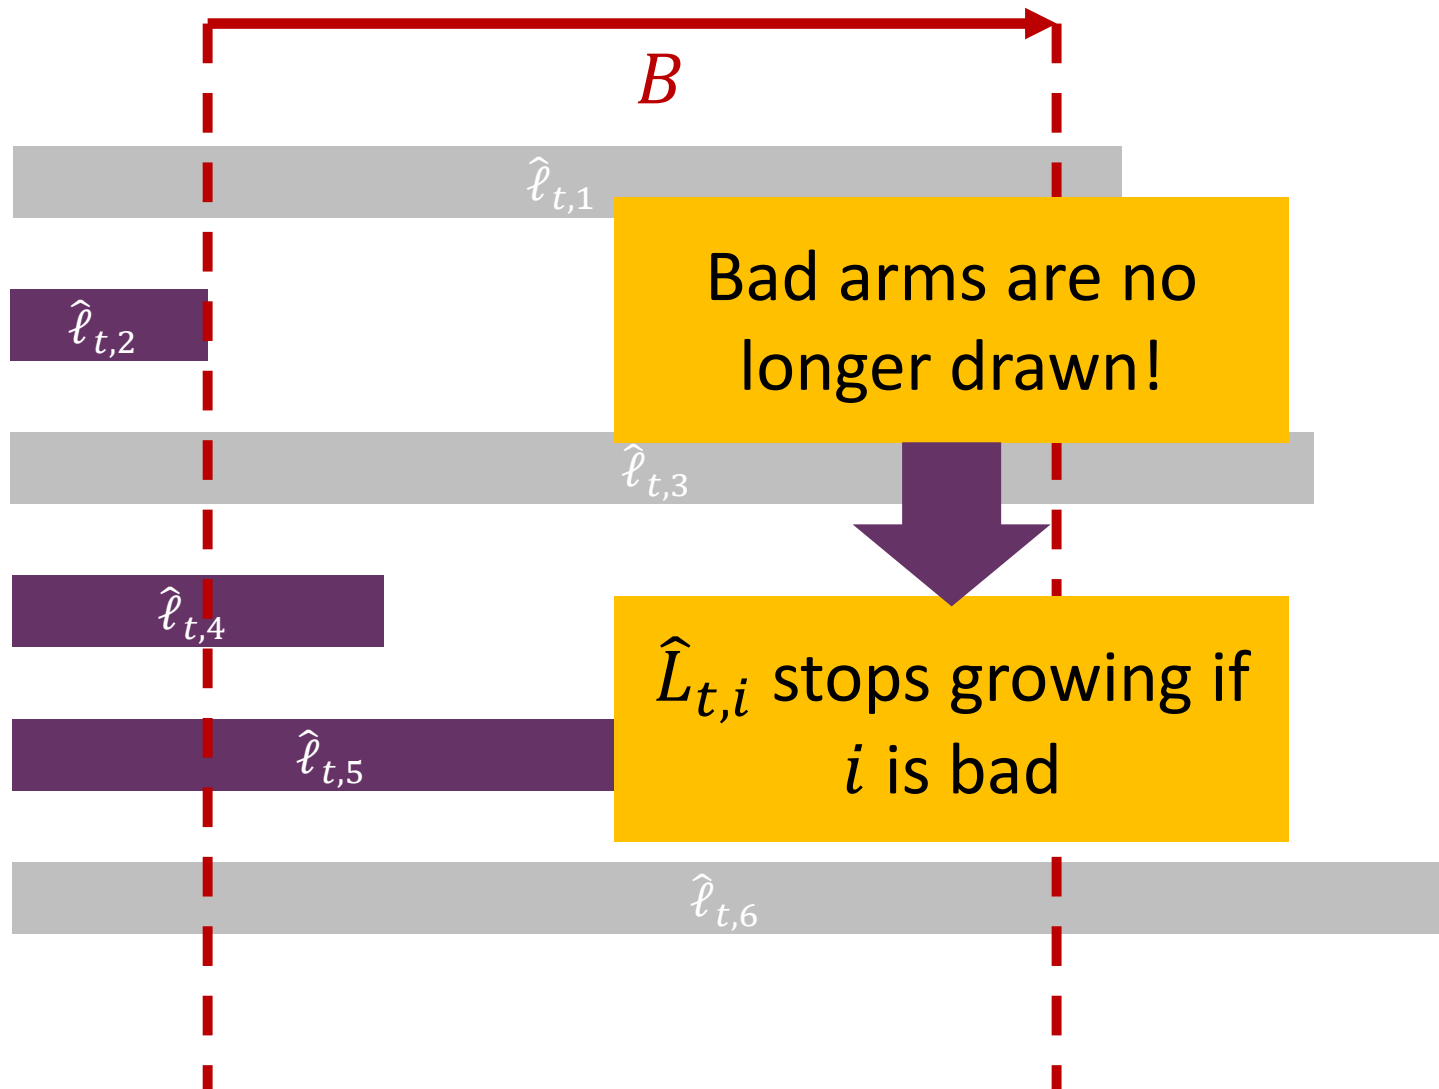 B
ℓ̂_{t,1}
Bad arms are no
longer drawn!
ℓ̂_{t,2}
ℓ̂_{t,3}
ℓ̂_{t,4}
L̂_{t,i} stops growing if
i is bad
ℓ̂_{t,5}
ℓ̂_{t,6}